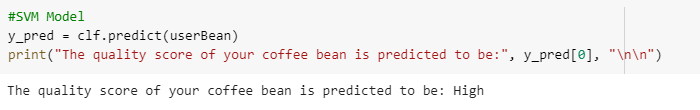 #SVM Model
y_pred = clf.predict(userBean)
print("The quality score of your coffee bean is predicted to be:", y_pred[0], "\n\n")
The quality score of your coffee bean is predicted to be: High